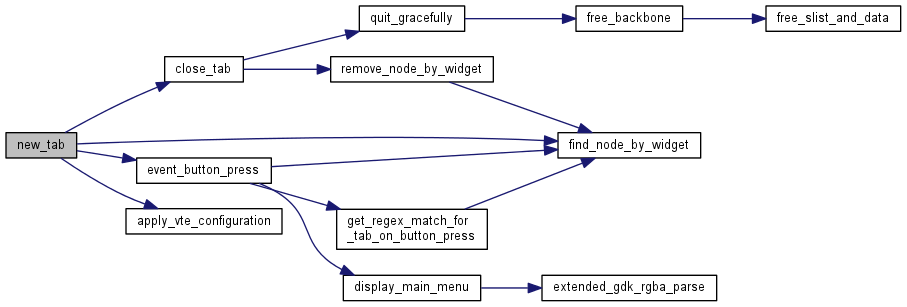 quit_gracefully
free_backbone
free_slist_and_data
close_tab
remove_node_by_widget
new_tab
find_node_by_widget
event_button_press
apply_vte_configuration
get_regex_match_for
_tab_on_button_press
display_main_menu
extended_gdk_rgba_parse